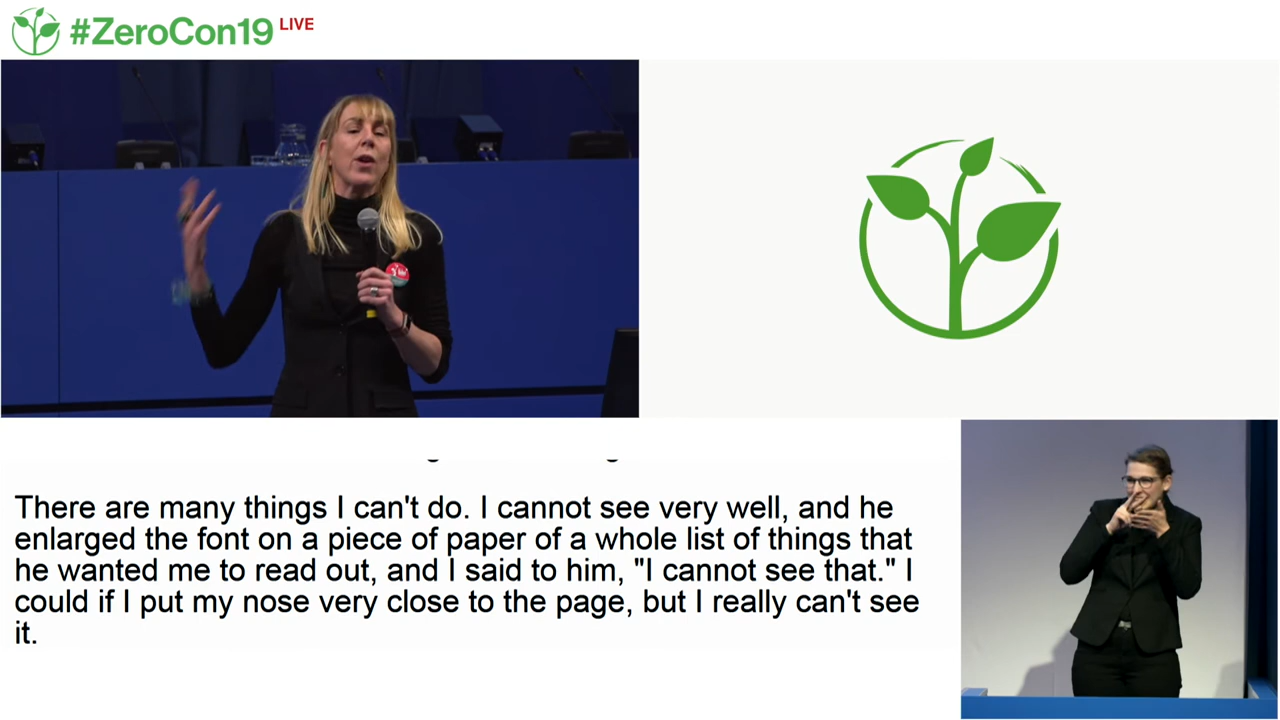 #ZeroCon19 LIVE
There are many things I can't do. I cannot see very well, and he
enlarged the font on a piece of paper of a whole list of things that
he wanted me to read out, and I said to him, "I cannot see that." I
could if I put my nose very close to the page, but I really can't see
it.